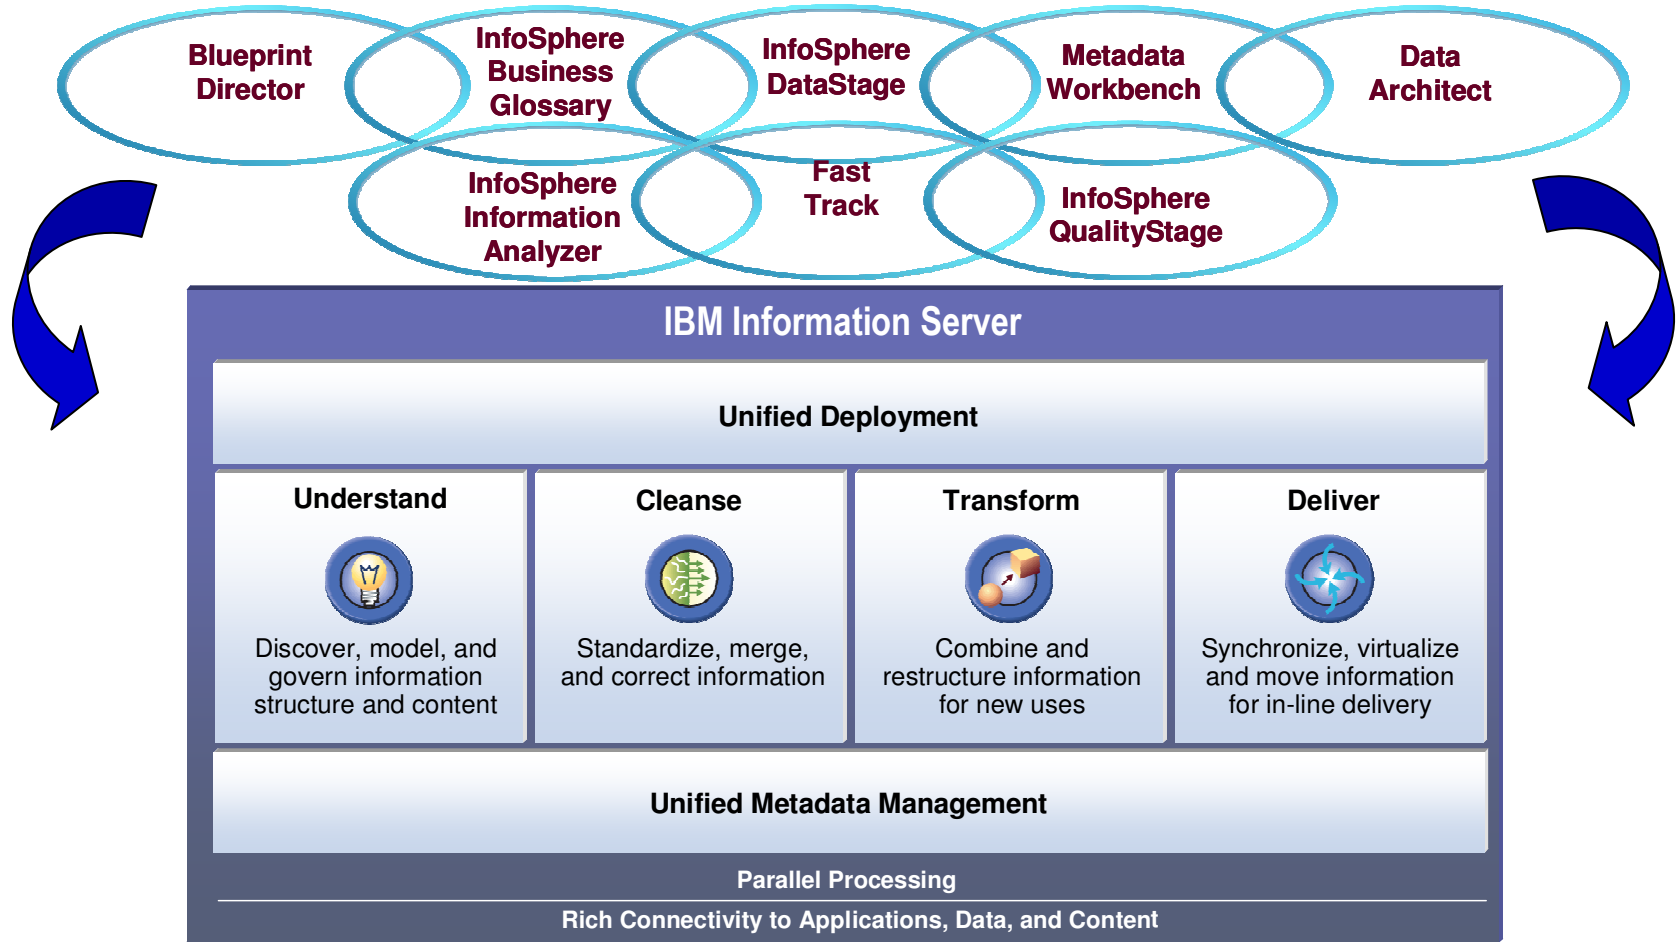 Blueprint
Director
InfoSphere
Business
Glossary
InfoSphere
DataStage
Metadata
Workbench
Data
Architect
InfoSphere
Information
Analyzer
Fast
Track
InfoSphere
QualityStage
IBM Information Server
Unified Deployment
Understand
Discover, model, and
govern information
structure and content
Cleanse
Standardize, merge,
and correct information
Transform
Combine and
restructure information
for new uses
Deliver
Synchronize, virtualize
and move information
for in-line delivery
Unified Metadata Management
Parallel Processing
Rich Connectivity to Applications, Data, and Content